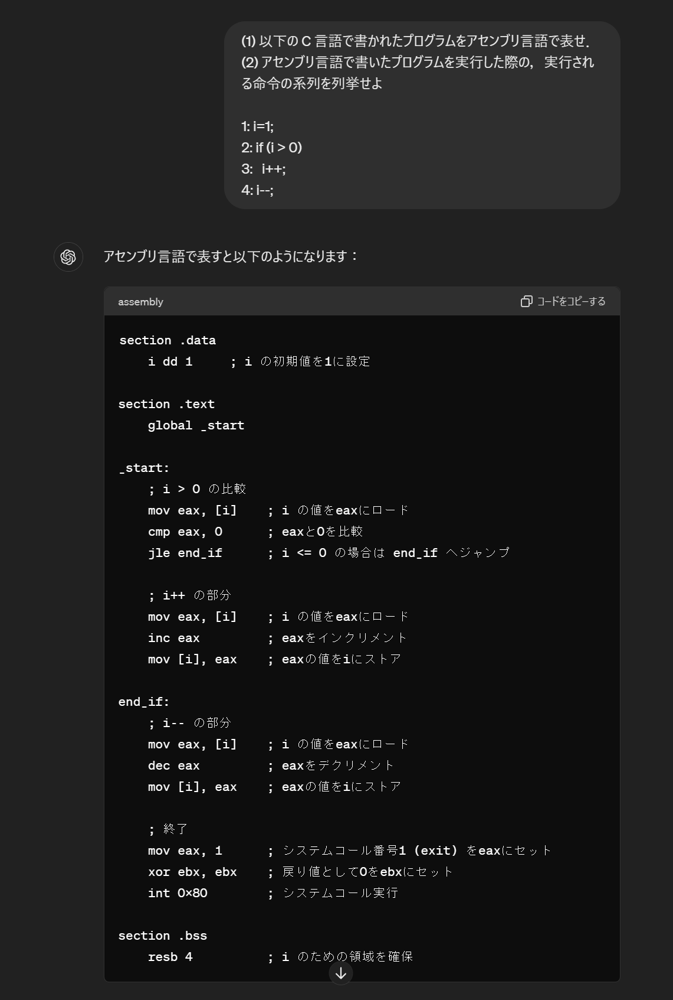 (1) 以下の C 言語で書かれたプログラムをアセンブリ言語で表せ．
(2) アセンブリ言語で書いたプログラムを実行した際の，実行され
る命令の系列を列挙せよ
1: i=1;
2: if (i > 0)
3:   i++;
4: i--;
アセンブリ言語で表すと以下のようになります：
assembly
コードをコピーする
section .data
    i dd 1     ; i の初期値を1に設定
section .text
    global _start
_start:
    ; i > 0 の比較
    mov eax, [i]    ; i の値をeaxにロード
    cmp eax, 0      ; eaxと0を比較
    jle end_if      ; i <= 0 の場合は end_if へジャンプ
    ; i++ の部分
    mov eax, [i]    ; i の値をeaxにロード
    inc eax         ; eaxをインクリメント
    mov [i], eax    ; eaxの値をiにストア
end_if:
    ; i-- の部分
    mov eax, [i]    ; i の値をeaxにロード
    dec eax         ; eaxをデクリメント
    mov [i], eax    ; eaxの値をiにストア
    ; 終了
    mov eax, 1      ; システムコール番号1 (exit) をeaxにセット
    xor ebx, ebx    ; 戻り値として0をebxにセット
    int 0×80        ; システムコール実行
section .bss
    resb 4          ; i のための領域を確保